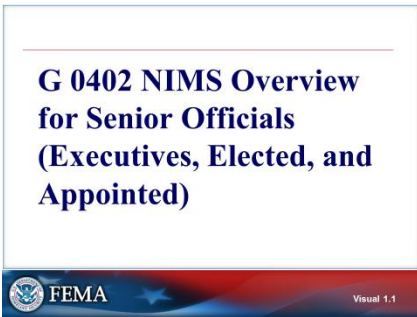 G 0402 NIMS Overview
for Senior Officials
(Executives, Elected, and
Appointed)
FEMA
Visual 1.1